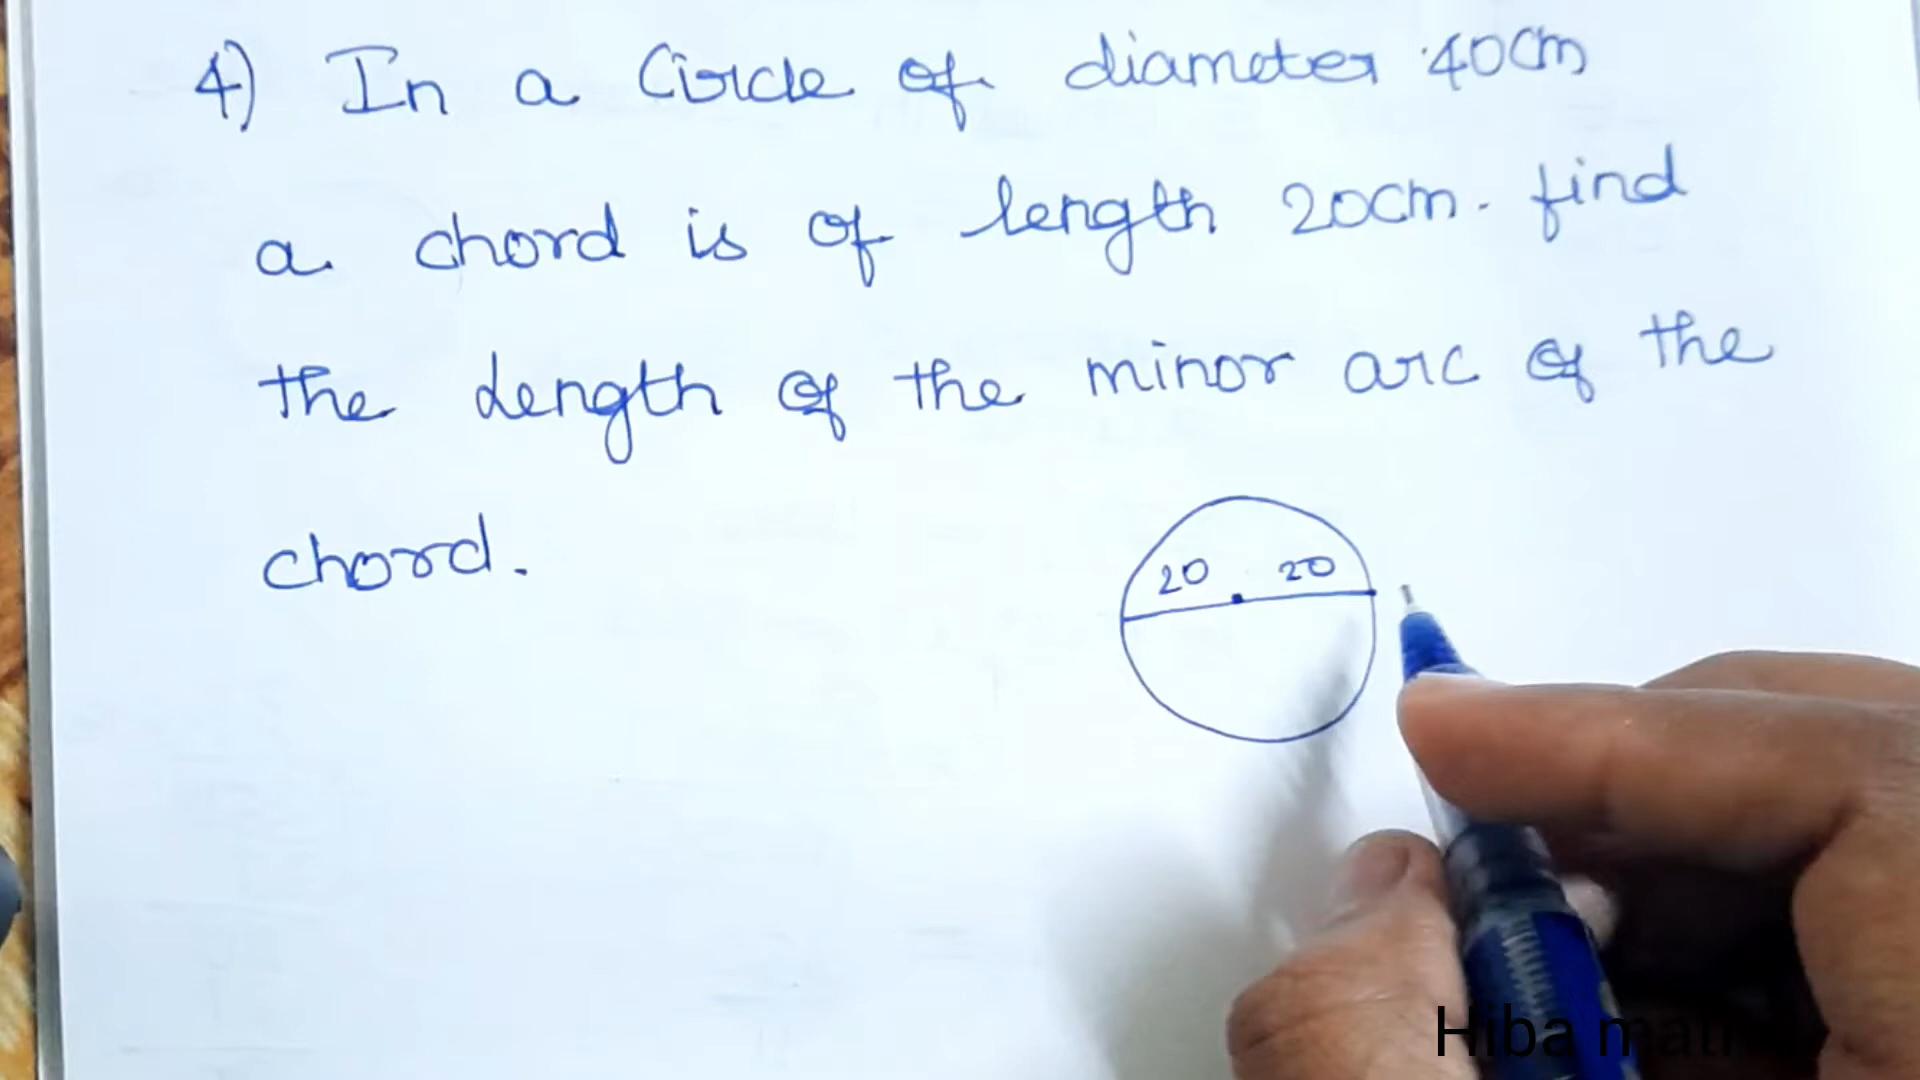 4) In a Circle of diameter 40cm
a chord is of length 20cm. find
the length of the minor arc of the
chord.
20 20
Hiba